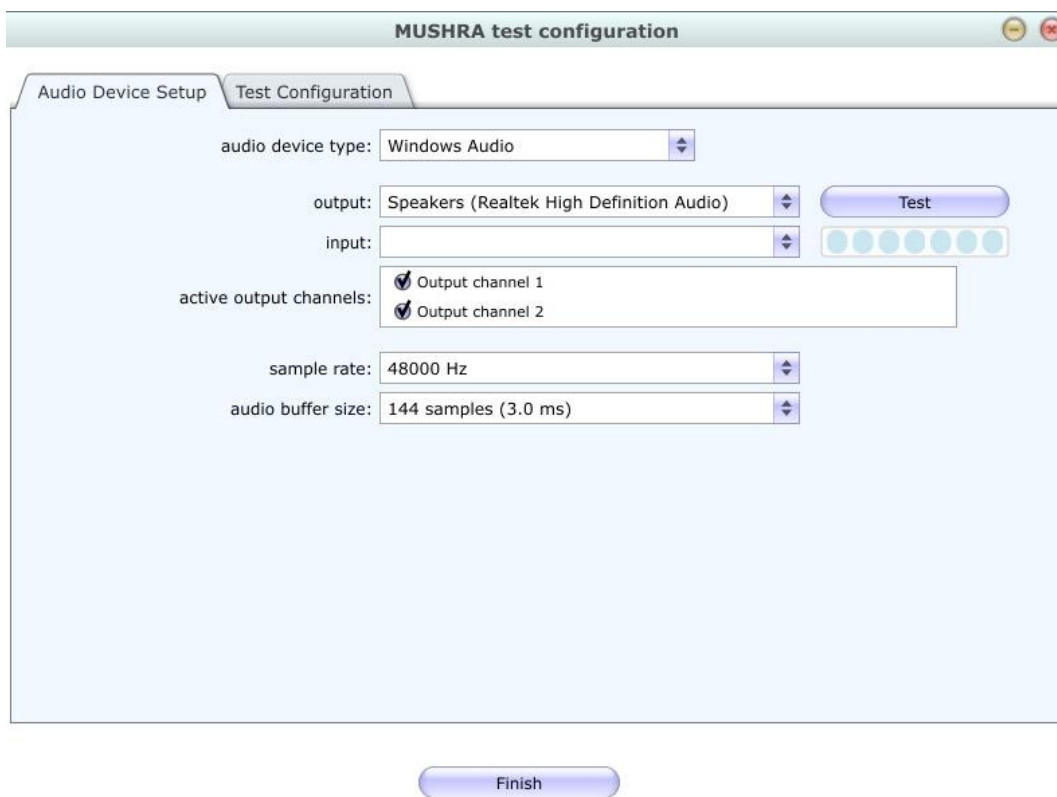 MUSHRA test configuration
Audio Device Setup Test Configuration
audio device type: Windows Audio
output: Speakers (Realtek High Definition Audio) Test
input:
active output channels: Output channel 1
Output channel 2
sample rate: 48000 Hz
audio buffer size: 144 samples (3.0 ms)
Finish